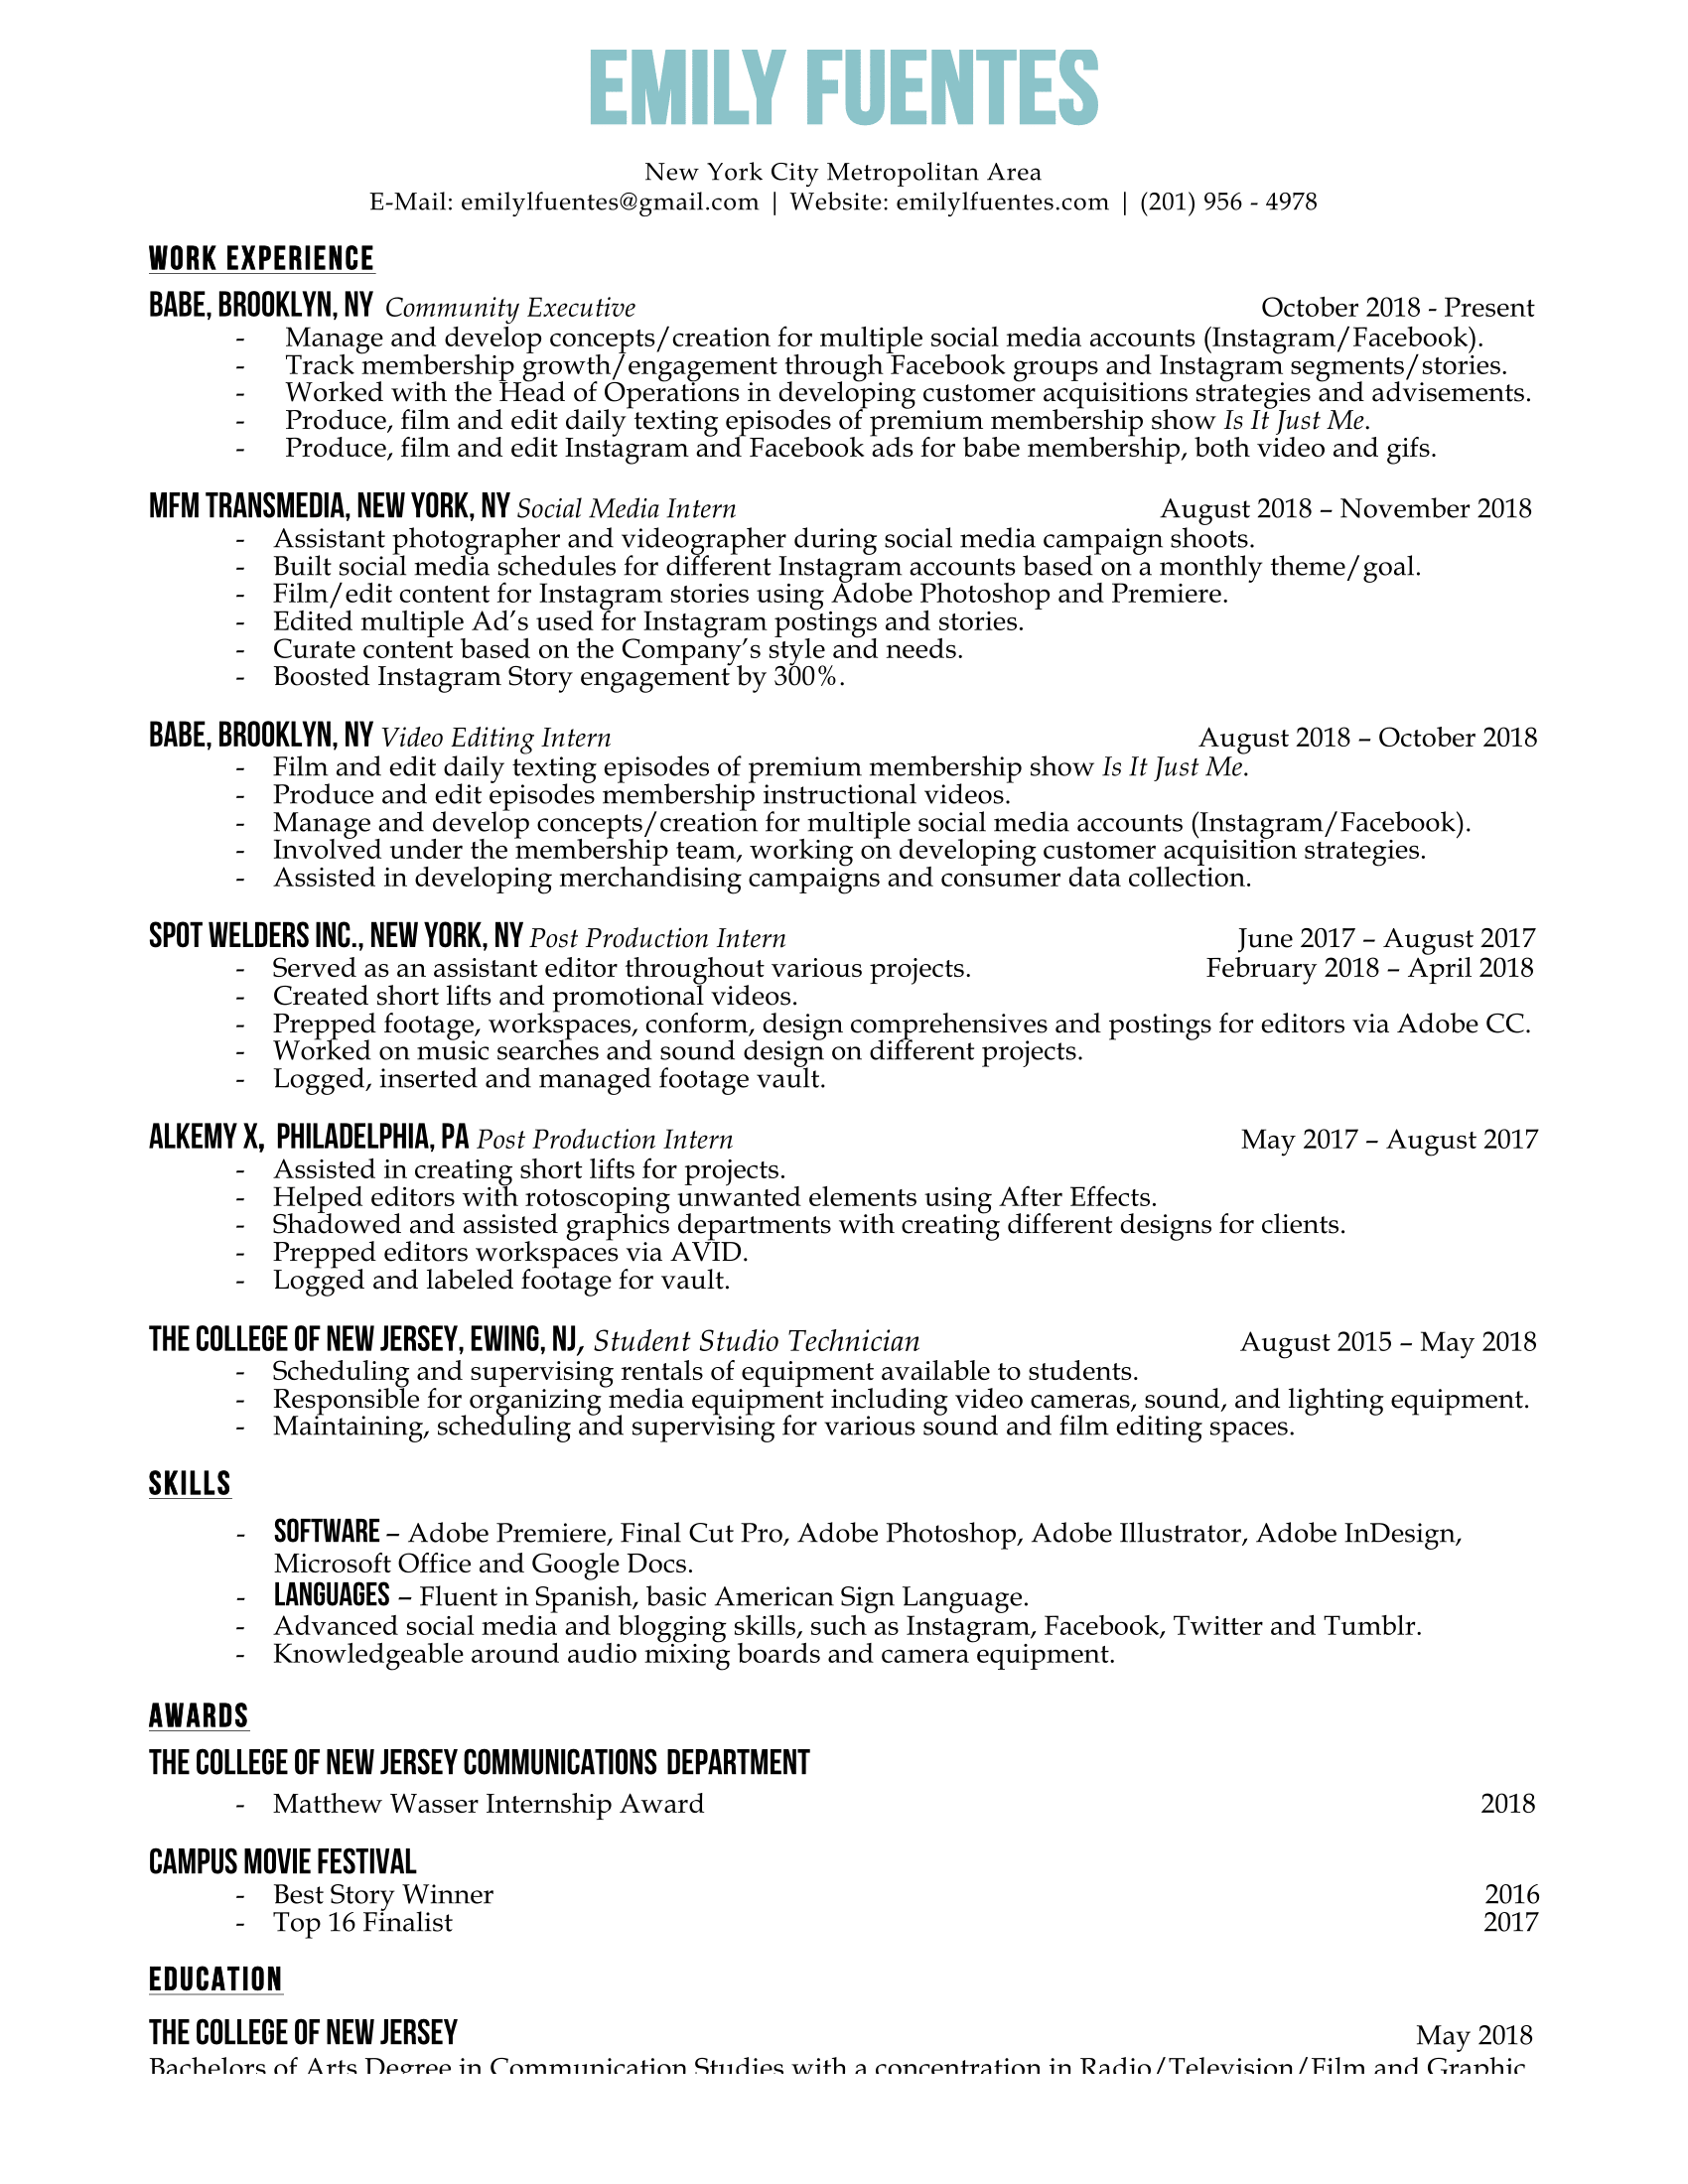 EMILY FUENTES
New York City Metropolitan Area
E-Mail: emilylfuentes@gmail.com | Website: emilylfuentes.com | (201) 956 - 4978
WORK EXPERIENCE
BABE, BROOKLYN, NY Community Executive October 2018 - Present
- Manage and develop concepts/creation for multiple social media accounts (Instagram/Facebook).
- Track membership growth/engagement through Facebook groups and Instagram segments/stories.
- Worked with the Head of Operations in developing customer acquisitions strategies and advisements.
- Produce, film and edit daily texting episodes of premium membership show Is It Just Me.
- Produce, film and edit Instagram and Facebook ads for babe membership, both video and gifs.
MFM TRANSMEDIA, NEW YORK, NY Social Media Intern August 2018 – November 2018
- Assistant photographer and videographer during social media campaign shoots.
- Built social media schedules for different Instagram accounts based on a monthly theme/goal.
- Film/edit content for Instagram stories using Adobe Photoshop and Premiere.
- Edited multiple Ad’s used for Instagram postings and stories.
- Curate content based on the Company’s style and needs.
- Boosted Instagram Story engagement by 300%.
BABE, BROOKLYN, NY Video Editing Intern August 2018 – October 2018
- Film and edit daily texting episodes of premium membership show Is It Just Me.
- Produce and edit episodes membership instructional videos.
- Manage and develop concepts/creation for multiple social media accounts (Instagram/Facebook).
- Involved under the membership team, working on developing customer acquisition strategies.
- Assisted in developing merchandising campaigns and consumer data collection.
SPOT WELDERS INC., NEW YORK, NY Post Production Intern June 2017 – August 2017
- Served as an assistant editor throughout various projects. February 2018 – April 2018
- Created short lifts and promotional videos.
- Prepped footage, workspaces, conform, design comprehensives and postings for editors via Adobe CC.
- Worked on music searches and sound design on different projects.
- Logged, inserted and managed footage vault.
ALKEMY X, PHILADELPHIA, PA Post Production Intern May 2017 – August 2017
- Assisted in creating short lifts for projects.
- Helped editors with rotoscoping unwanted elements using After Effects.
- Shadowed and assisted graphics departments with creating different designs for clients.
- Prepped editors workspaces via AVID.
- Logged and labeled footage for vault.
THE COLLEGE OF NEW JERSEY, EWING, NJ, Student Studio Technician August 2015 – May 2018
- Scheduling and supervising rentals of equipment available to students.
- Responsible for organizing media equipment including video cameras, sound, and lighting equipment.
- Maintaining, scheduling and supervising for various sound and film editing spaces.
SKILLS
- SOFTWARE – Adobe Premiere, Final Cut Pro, Adobe Photoshop, Adobe Illustrator, Adobe InDesign,
Microsoft Office and Google Docs.
- LANGUAGES – Fluent in Spanish, basic American Sign Language.
- Advanced social media and blogging skills, such as Instagram, Facebook, Twitter and Tumblr.
- Knowledgeable around audio mixing boards and camera equipment.
AWARDS
THE COLLEGE OF NEW JERSEY COMMUNICATIONS DEPARTMENT
- Matthew Wasser Internship Award 2018
CAMPUS MOVIE FESTIVAL
- Best Story Winner 2016
- Top 16 Finalist 2017
EDUCATION
THE COLLEGE OF NEW JERSEY May 2018
Bachelors of Arts Degree in Communication Studies with a concentration in Radio/Television/Film and Graphic